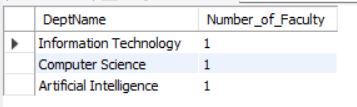 DeptName Number_of_Faculty
Information Technology 1
Computer Science 1
Artificial Intelligence 1